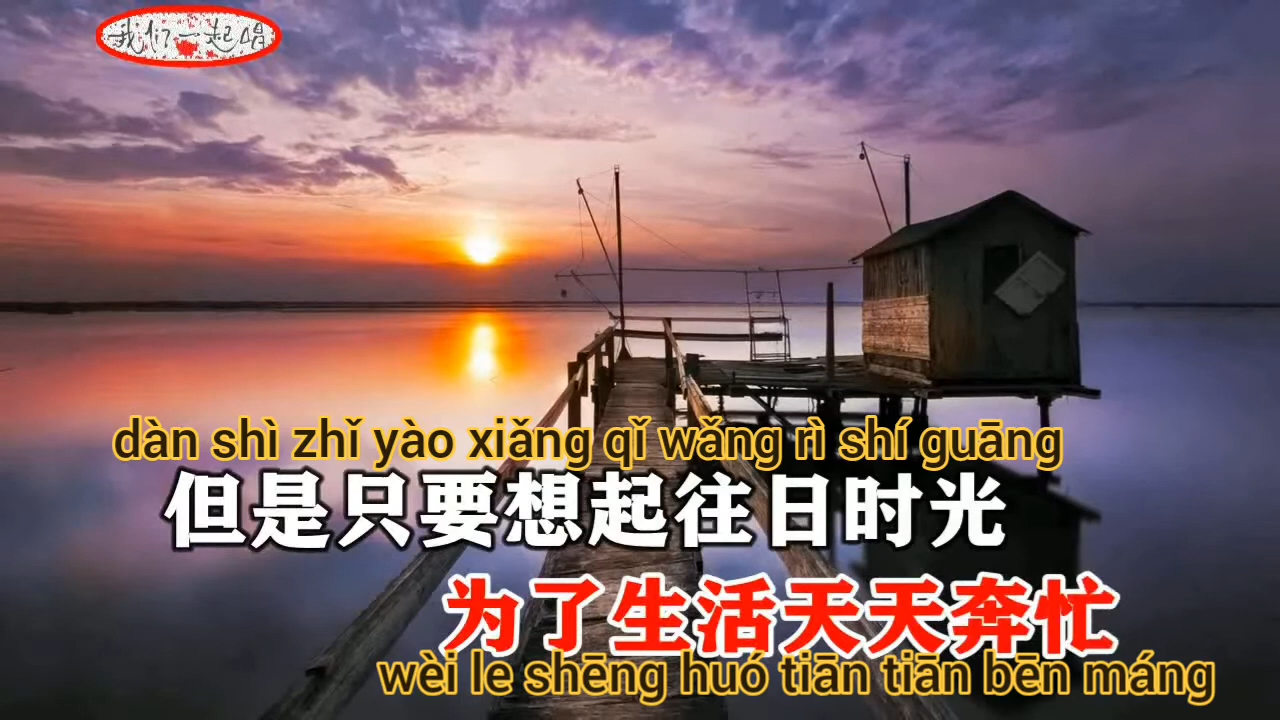 我们一起唱
dàn shì zhǐ yào xiǎng qǐ wǎng rì shí guāng
但是只要想起往日时光
为了生活天天奔忙
wèi le shēng huó tiān tiān bēn máng